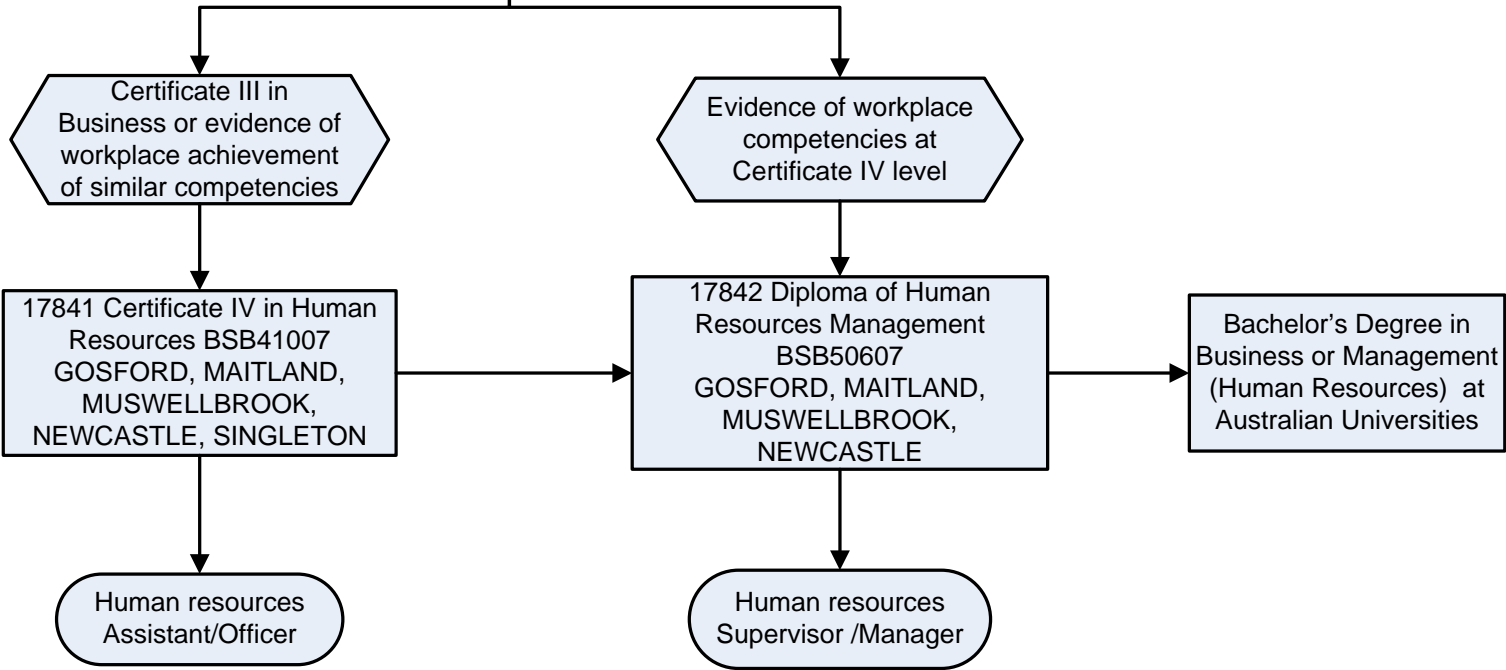 Certificate III in
Business or evidence of
workplace achievement
of similar competencies
Evidence of workplace
competencies at
Certificate IV level
17841 Certificate IV in Human
Resources BSB41007
GOSFORD, MAITLAND,
MUSWELLBROOK,
NEWCASTLE, SINGLETON
17842 Diploma of Human
Resources Management
BSB50607
GOSFORD, MAITLAND,
MUSWELLBROOK,
NEWCASTLE
Bachelor’s Degree in
Business or Management
(Human Resources)  at
Australian Universities
Human resources
Assistant/Officer
Human resources
Supervisor /Manager